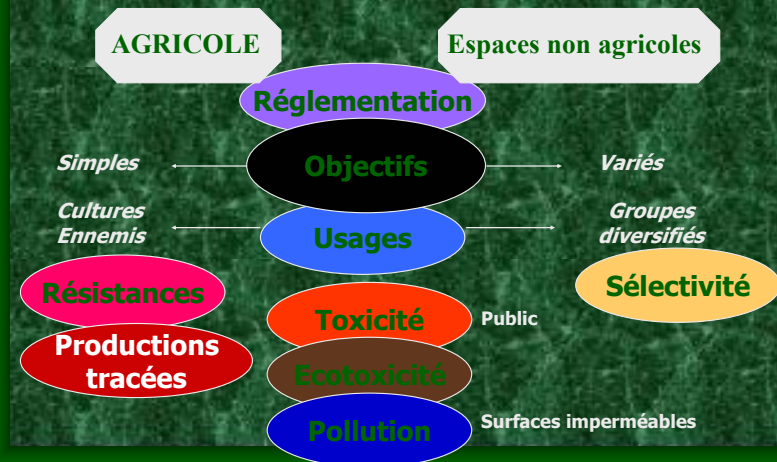 AGRICOLE
Espaces non agricoles
Réglementation
Simples
Objectifs
Variés
Cultures
Ennemis
Usages
Groupes
diversifiés
Résistances
Sélectivité
Toxicité
Public
Productions
tracées
Ecotoxicité
Pollution
Surfaces imperméables